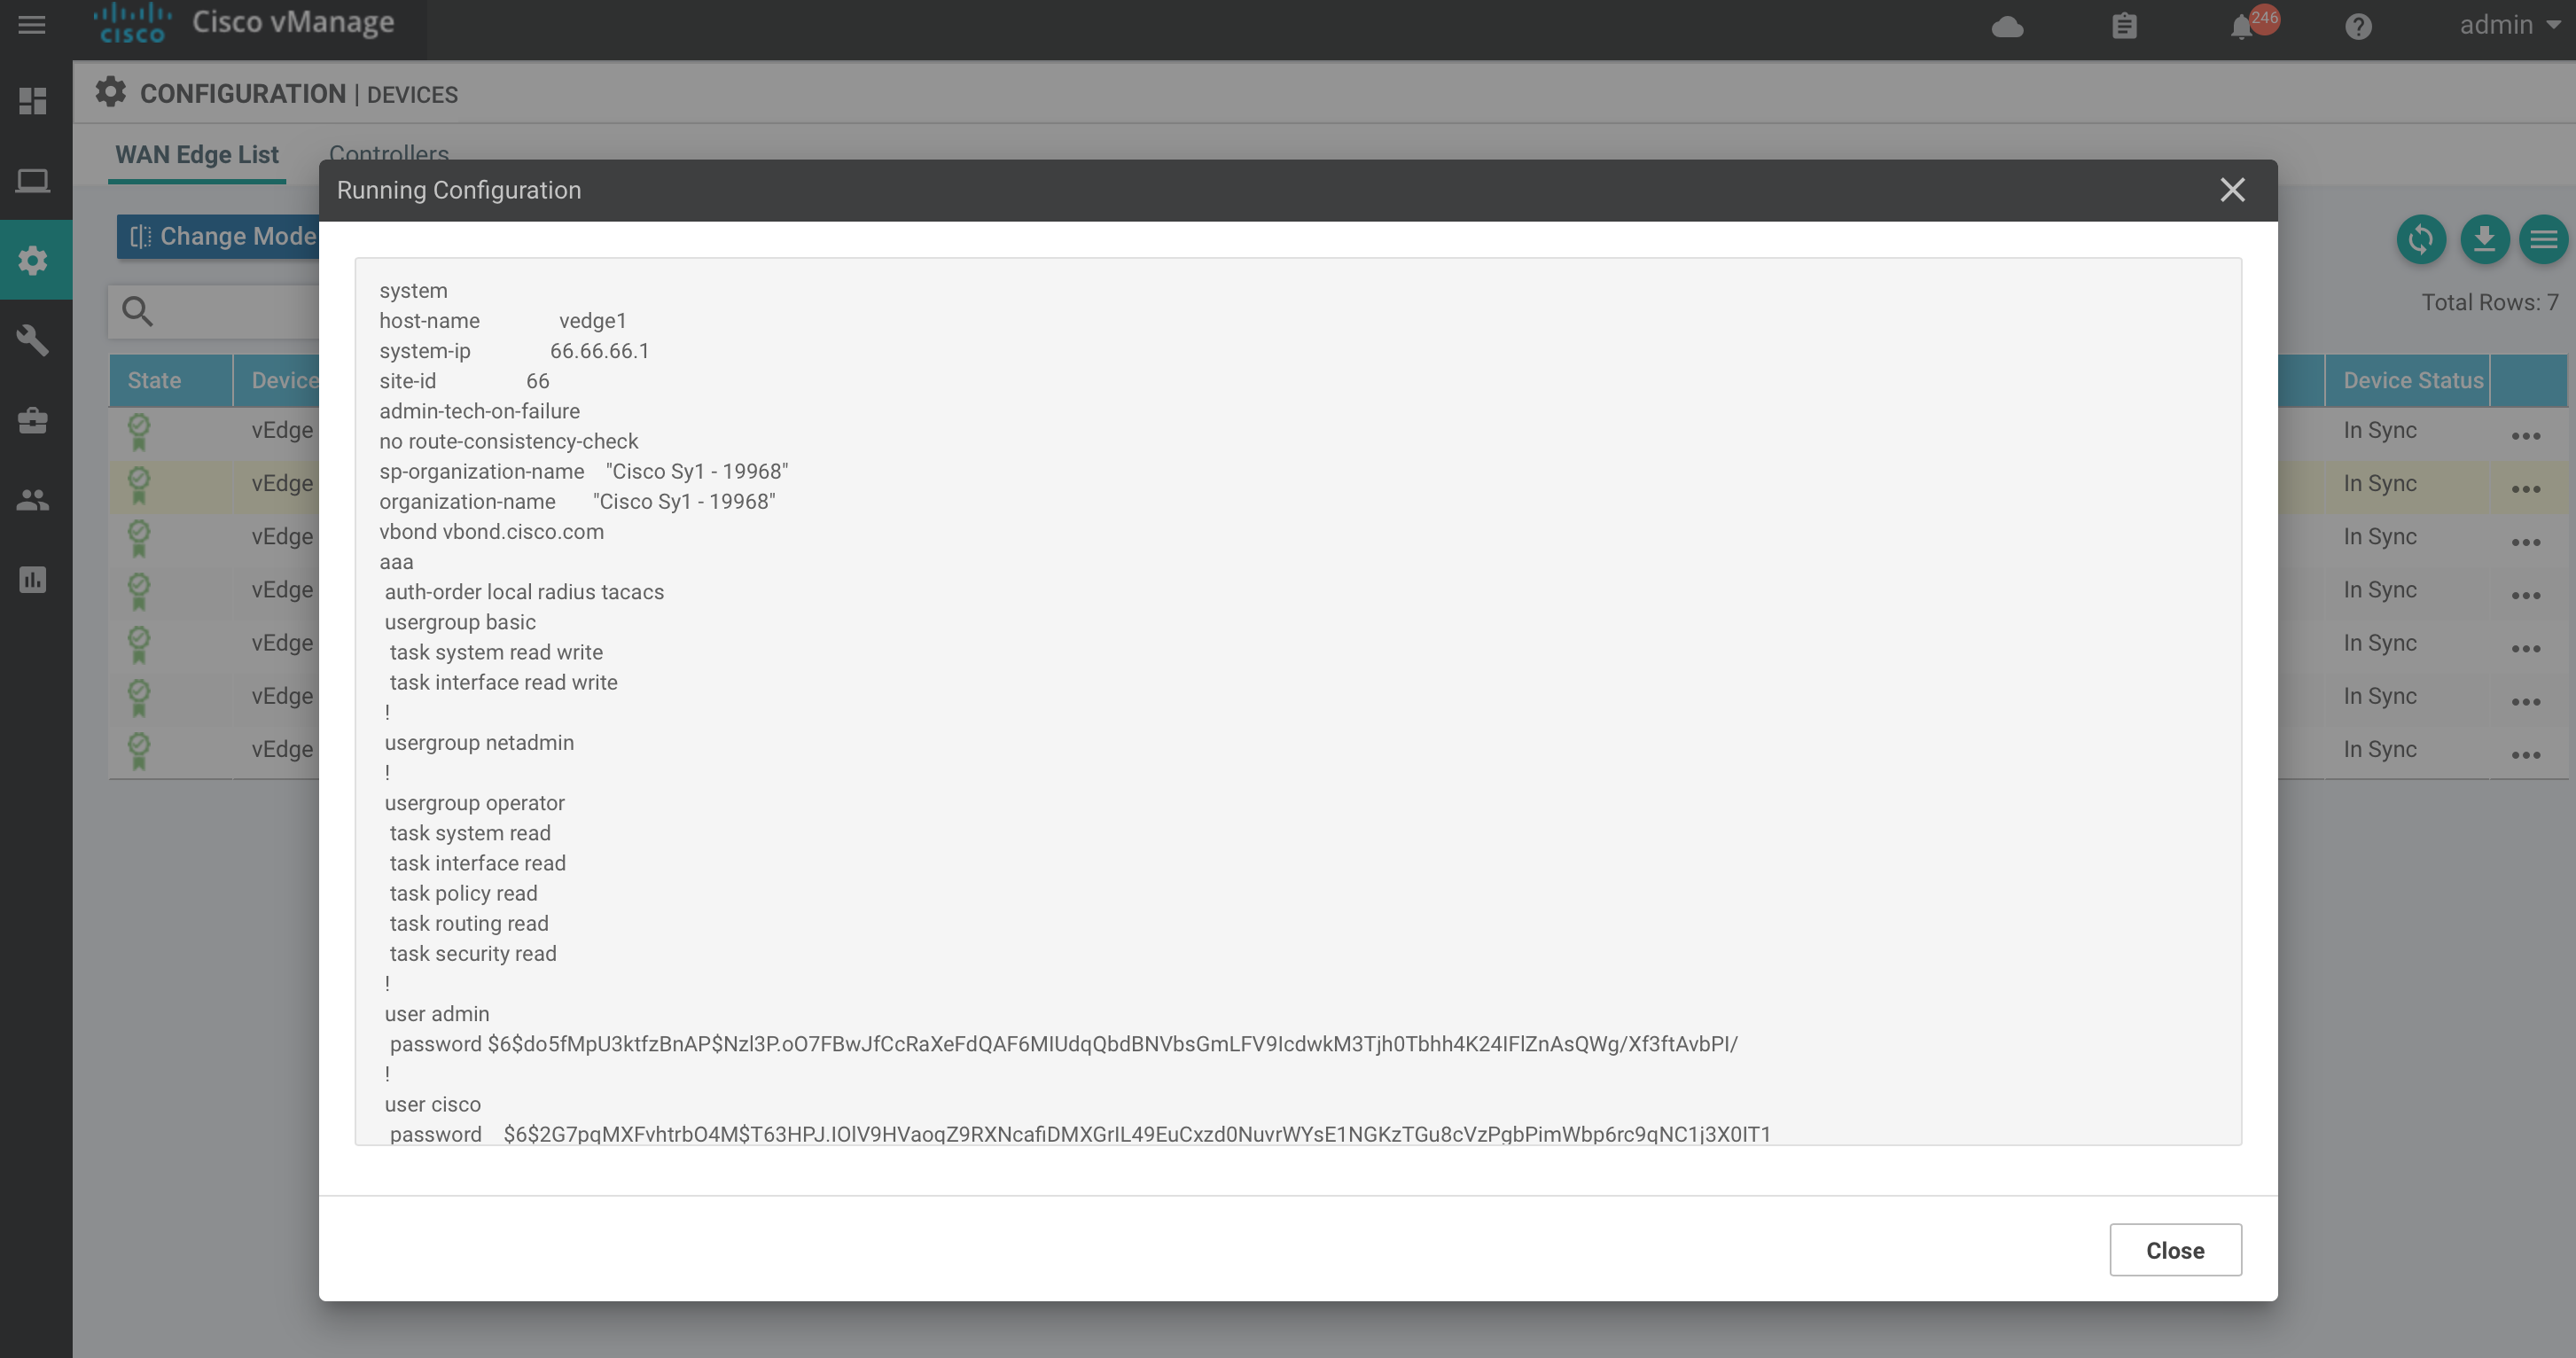 CISCO Cisco vManage 246 admin
CONFIGURATION | DEVICES
WAN Edge List Controllers
Running Configuration
Change Mode
Total Rows: 7
State Device Device Status
vEdge In Sync
vEdge In Sync
vEdge In Sync
vEdge In Sync
vEdge In Sync
vEdge In Sync
vEdge In Sync
system
host-name vedge1
system-ip 66.66.66.1
site-id 66
admin-tech-on-failure
no route-consistency-check
sp-organization-name "Cisco Sy1 - 19968"
organization-name "Cisco Sy1 - 19968"
vbond vbond.cisco.com
aaa
auth-order local radius tacacs
usergroup basic
task system read write
task interface read write
!
usergroup netadmin
!
usergroup operator
task system read
task interface read
task policy read
task routing read
task security read
!
user admin
password $6$do5fMpU3ktfzBnAP$Nzl3P.oO7FBwJfCcRaXeFdQAF6MIUdqQbdBNVbsGmLFV9IcdwkM3Tjh0Tbhh4K24IFlZnAsQWg/Xf3ftAvbPI/
!
user cisco
password $6$2G7pqMXFvhtrbO4M$T63HPJ.IOlV9HVaoqZ9RXNcafiDMXGrIL49EuCxzd0NuvrWYsE1NGKzTGu8cVzPgbPimWbp6rc9qNC1j3X0IT1
Close